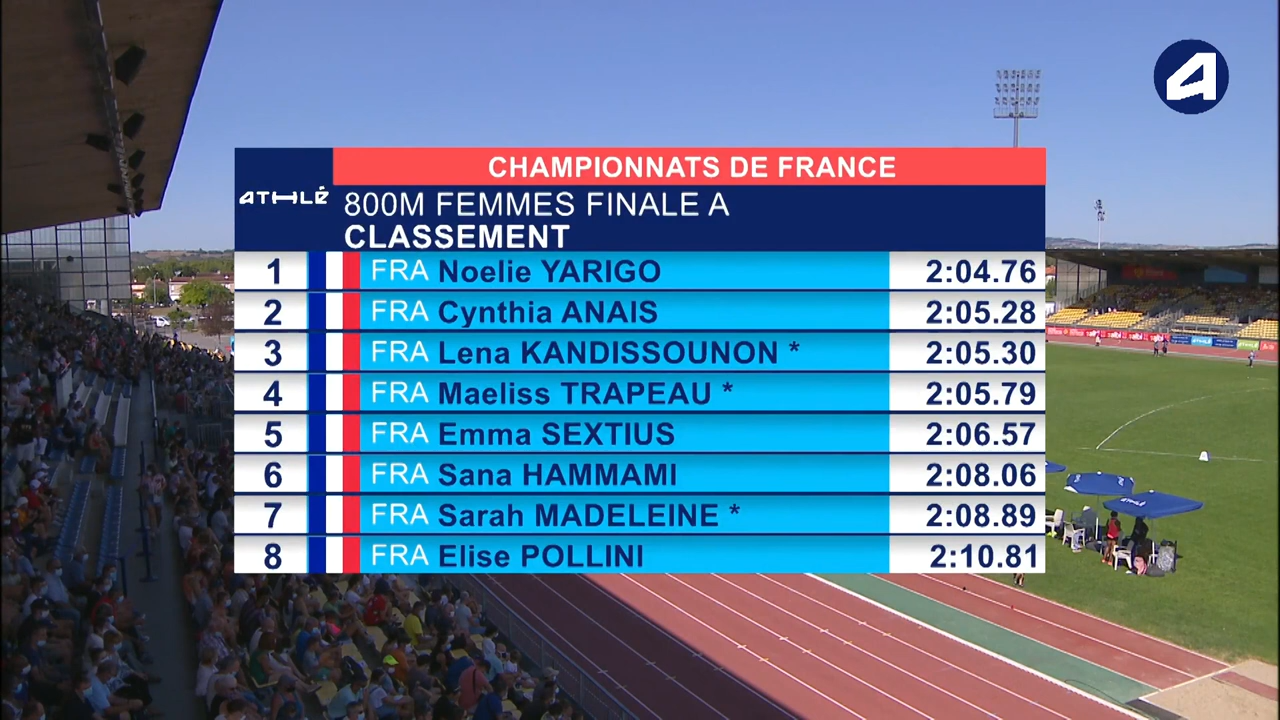 CHAMPIONNATS DE FRANCE
ATHLÉ
800M FEMMES FINALE A
CLASSEMENT
1 FRA Noelie YARIGO 2:04.76
2 FRA Cynthia ANAIS 2:05.28
3 FRA Lena KANDISSOUNON * 2:05.30
4 FRA Maeliss TRAPEAU * 2:05.79
5 FRA Emma SEXTIUS 2:06.57
6 FRA Sana HAMMAMI 2:08.06
7 FRA Sarah MADELEINE * 2:08.89
8 FRA Elise POLLINI 2:10.81
ATHLÉ